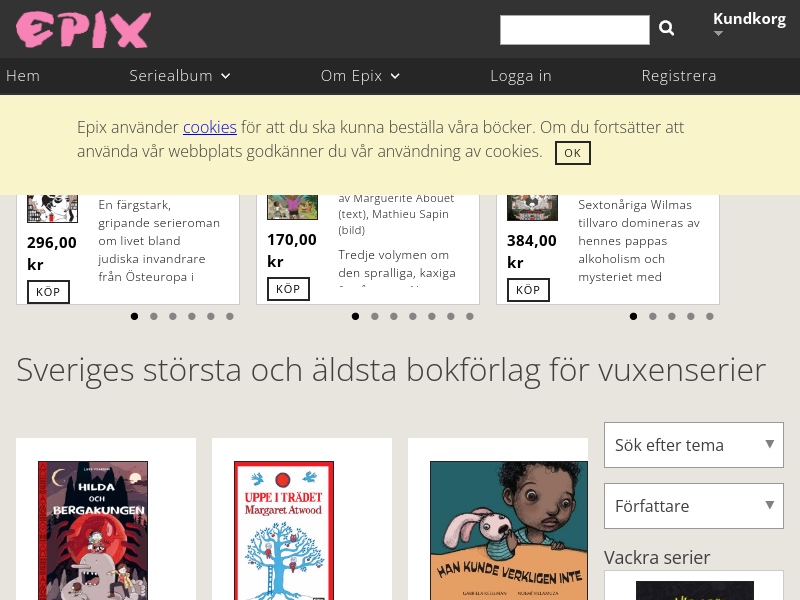 EPIX
Kundkorg
Hem
Seriealbum
Om Epix
Logga in
Registrera
Epix använder cookies för att du ska kunna beställa våra böcker. Om du fortsätter att
använda vår webbplats godkänner du vår användning av cookies.
OK
En färgstark,
gripande serieroman
om livet bland
judiska invandrare
från Östeuropa i
296,00
kr
KÖP
av Marguerite Abouet
(text), Mathieu Sapin
(bild)
Tredje volymen om
den spralliga, kaxiga
170,00
kr
KÖP
Sextonåriga Wilmas
tillvaro domineras av
hennes pappas
alkoholism och
mysteriet med
384,00
kr
KÖP
Sveriges största och äldsta bokförlag för vuxenserier
HILDA
OCH
BERGAKUNGEN
UPPE I TRÄDET
Margaret Atwood
HAN KUNDE VERKLIGEN INTE
Sök efter tema
Författare
Vackra serier